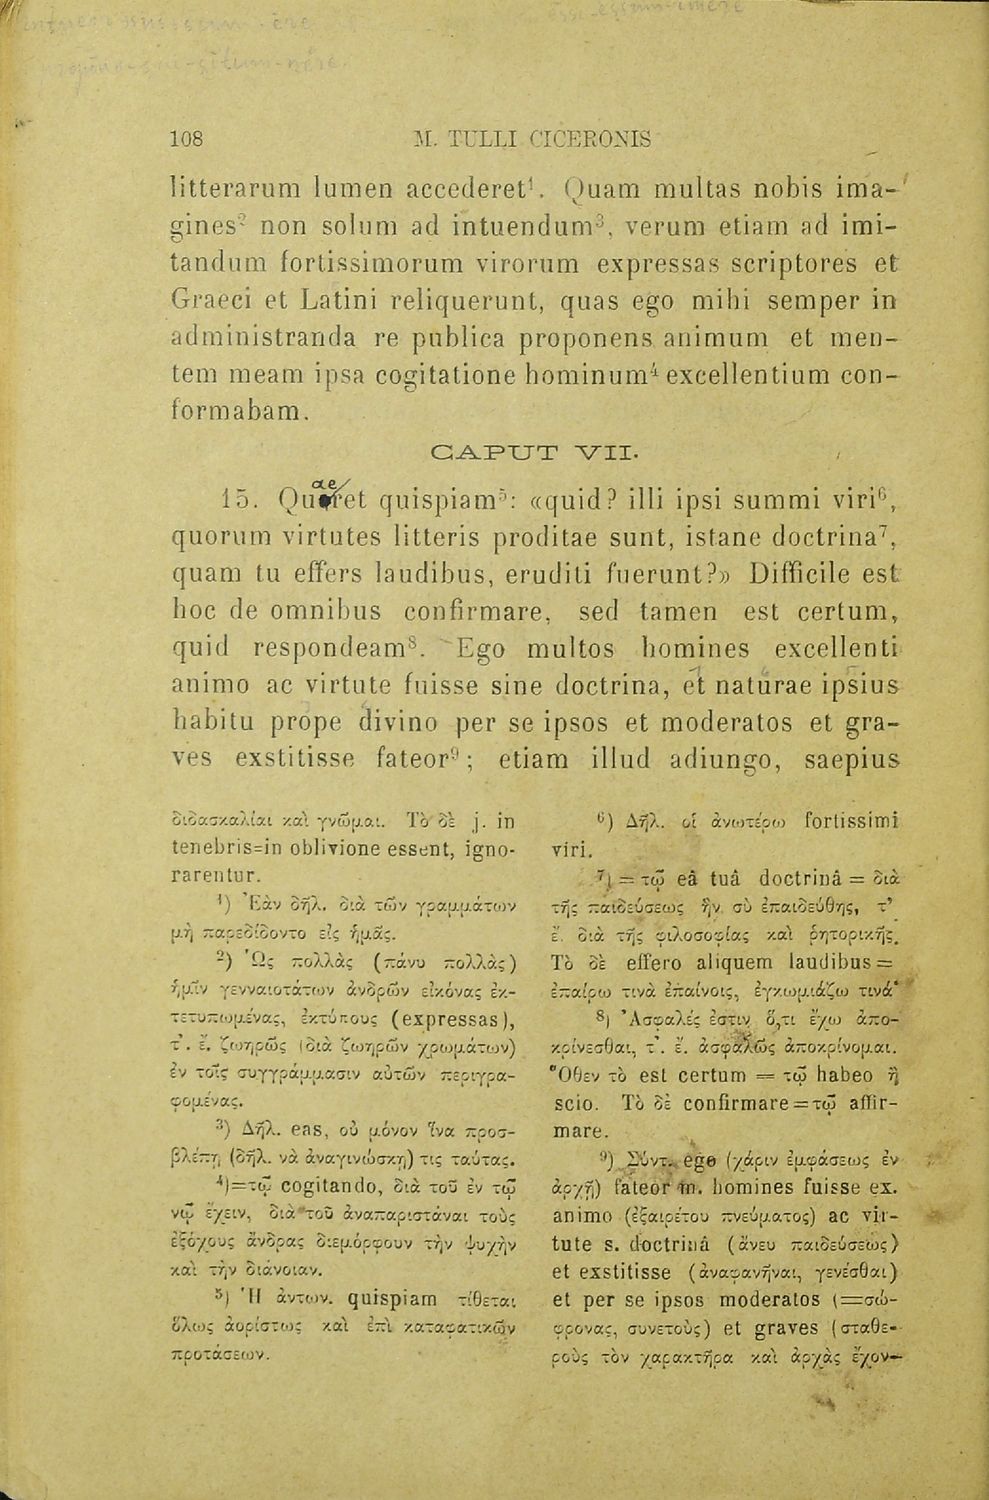 108 M. TULLI CICERONIS
litterarum lumen accederet¹. Quam multas nobis ima-
gines² non solum ad intuendum³, verum etiam ad imi-
tandum fortissimorum virorum expressas scriptores et
Graeci et Latini reliquerunt, quas ego mihi semper in
administranda re publica proponens animum et men-
tem meam ipsa cogitatione hominum⁴ excellentium con-
formabam.
CAPUT VII.
15. Quaeret quispiam⁵: «quid? illi ipsi summi viri⁶,
quorum virtutes litteris proditae sunt, istane doctrina⁷,
quam tu effers laudibus, eruditi fuerunt?» Difficile est
hoc de omnibus confirmare, sed tamen est certum,
quid respondeam⁸. Ego multos homines excellenti
animo ac virtute fuisse sine doctrina, et naturae ipsius
habitu prope divino per se ipsos et moderatos et gra-
ves exstitisse fateor⁹; etiam illud adiungo, saepius
διδασκαλίαι καὶ γνῶμαι. Τὸ δὲ j. in
tenebris=in oblivione essent, igno-
rarentur.
¹) Ἐὰν δηλ. διὰ τῶν γραμμάτων
μὴ παρεδίδοντο εἰς ἡμᾶς.
²) Ὡς πολλὰς (πάνυ πολλὰς)
ἡμῖν γενναιοτάτων ἀνδρῶν εἰκόνας ἐκ-
τετυπωμένας, ἐκτύπους (expressas),
τ. ἔ. ζωηρῶς (διὰ ζωηρῶν χρωμάτων)
ἐν τοῖς συγγράμμασιν αὐτῶν περιγρα-
φομένας.
³) Δῆλ. eas, οὐ μόνον ἵνα προσ-
βλέπῃ (δῆλ. νὰ ἀναγινώσκῃ) τις ταύτας.
⁴)=τῷ cogitando, διὰ τοῦ ἐν τῷ
νῷ ἔχειν, διὰ τοῦ ἀναπαριστάναι τοὺς
ἐξόχους ἄνδρας διεμόρφουν τὴν ψυχὴν
καὶ τὴν διάνοιαν.
⁵) Ἡ ἀντων. quispiam τίθεται
ὅλως ἀορίστως καὶ ἐπὶ καταφατικῶν
προτάσεων.
⁶) Δῆλ. οἱ ἀνωτέρω fortissimi
viri.
⁷) = τῷ eâ tuâ doctrinâ = διὰ
τῆς παιδεύσεως ἣν σὺ ἐπαιδεύθης, τ’
ἔ. διὰ τῆς φιλοσοφίας καὶ ρητορικῆς.
Τὸ δὲ effero aliquem laudibus =
ἐπαίρω τινὰ ἐπαίνοις, ἐγκωμιάζω τινά·
⁸) Ἀσφαλές ἐστιν ὅ,τι ἔχω ἀπο-
κρίνεσθαι, τ. ἔ. ἀσφαλῶς ἀποκρίνομαι.
Ὅθεν τὸ est certum = τῷ habeo ἢ
scio. Τὸ δὲ confirmare=τῷ affir-
mare.
⁹) Σύντ. ego (χάριν ἐμφάσεως ἐν
ἀρχῇ) fateor m. homines fuisse ex.
animo (ἐξαιρέτου πνεύματος) ac vir-
tute s. doctrinâ (ἄνευ παιδεύσεως)
et exstitisse (ἀναφανῆναι, γενέσθαι)
et per se ipsos moderatos (=σώ-
φρονας, συνετοὺς) et graves (σταθε-
ροὺς τὸν χαρακτῆρα καὶ ἀρχὰς ἔχον-